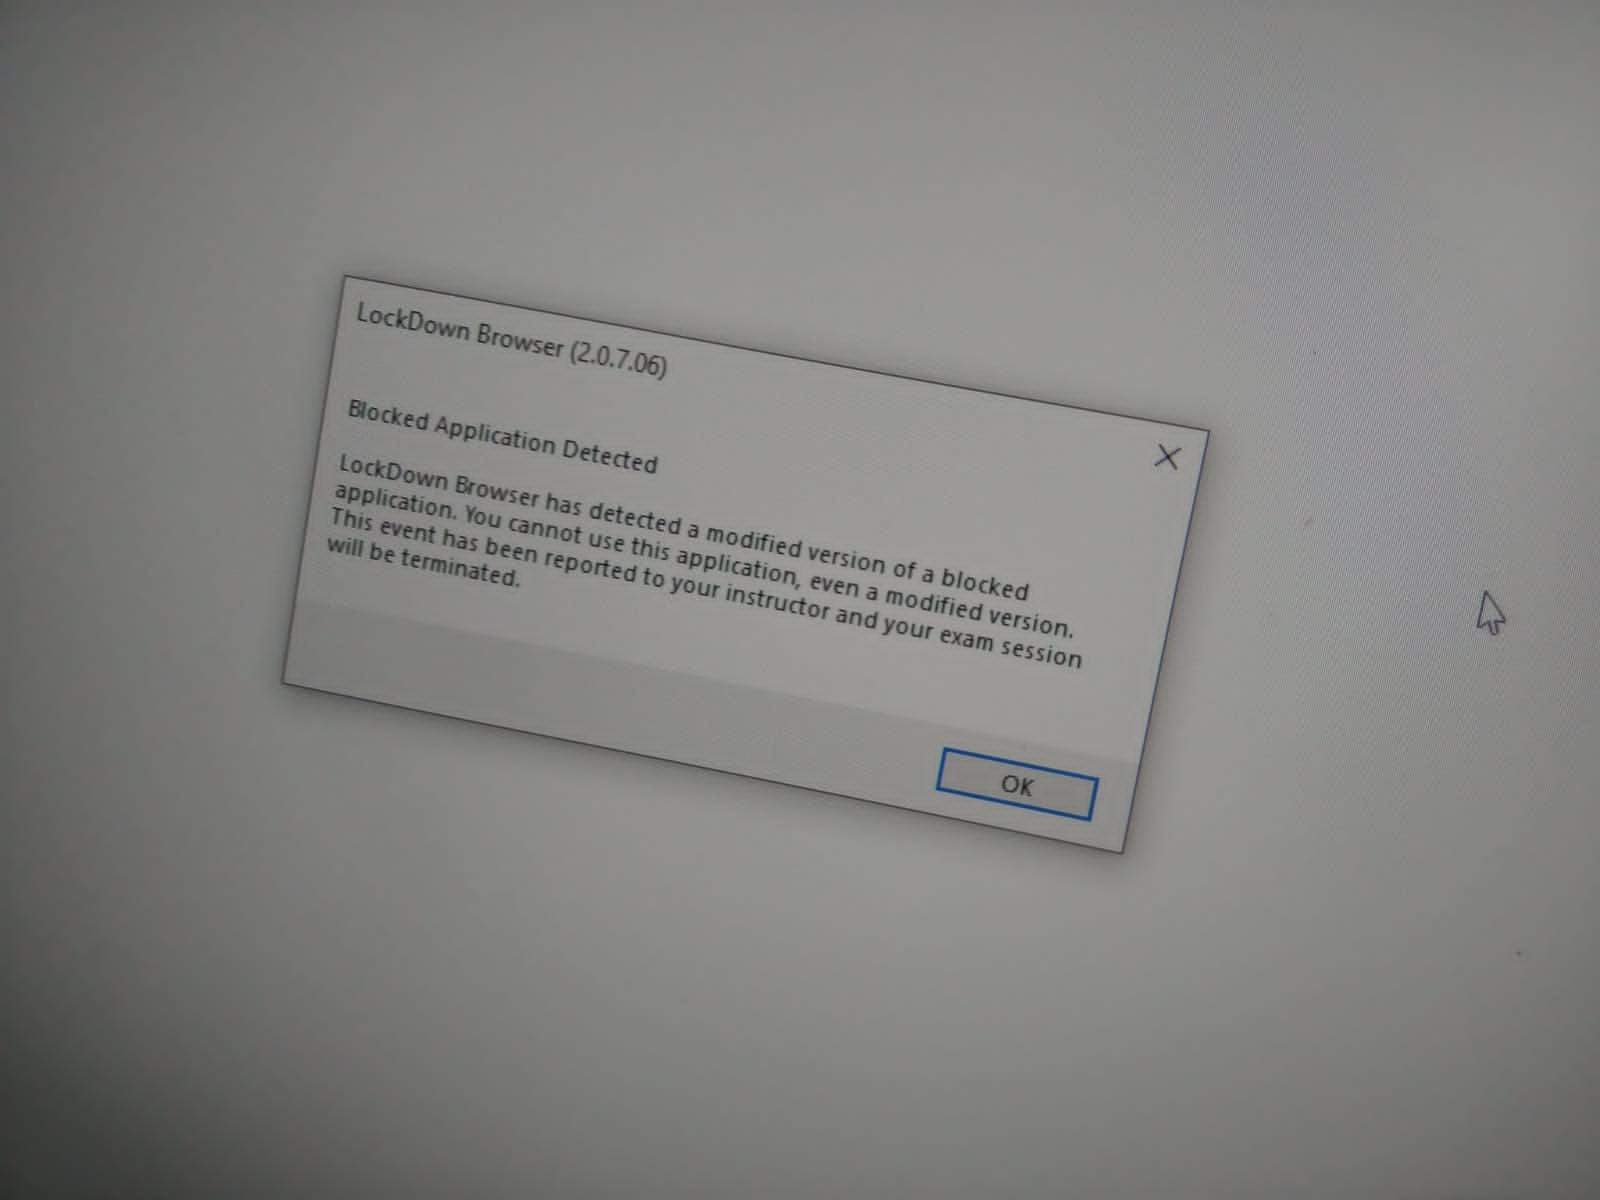 LockDown Browser (2.0.7.06)
Blocked Application Detected
LockDown Browser has detected a modified version of a blocked
application. You cannot use this application, even a modified version.
This event has been reported to your instructor and your exam session
will be terminated.
OK